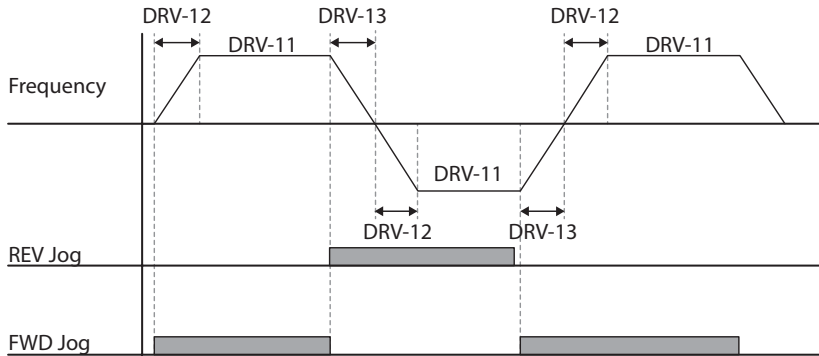 DRV-12 DRV-13 DRV-12
DRV-11 DRV-11
Frequency
DRV-11
DRV-12 DRV-13
REV Jog
FWD Jog